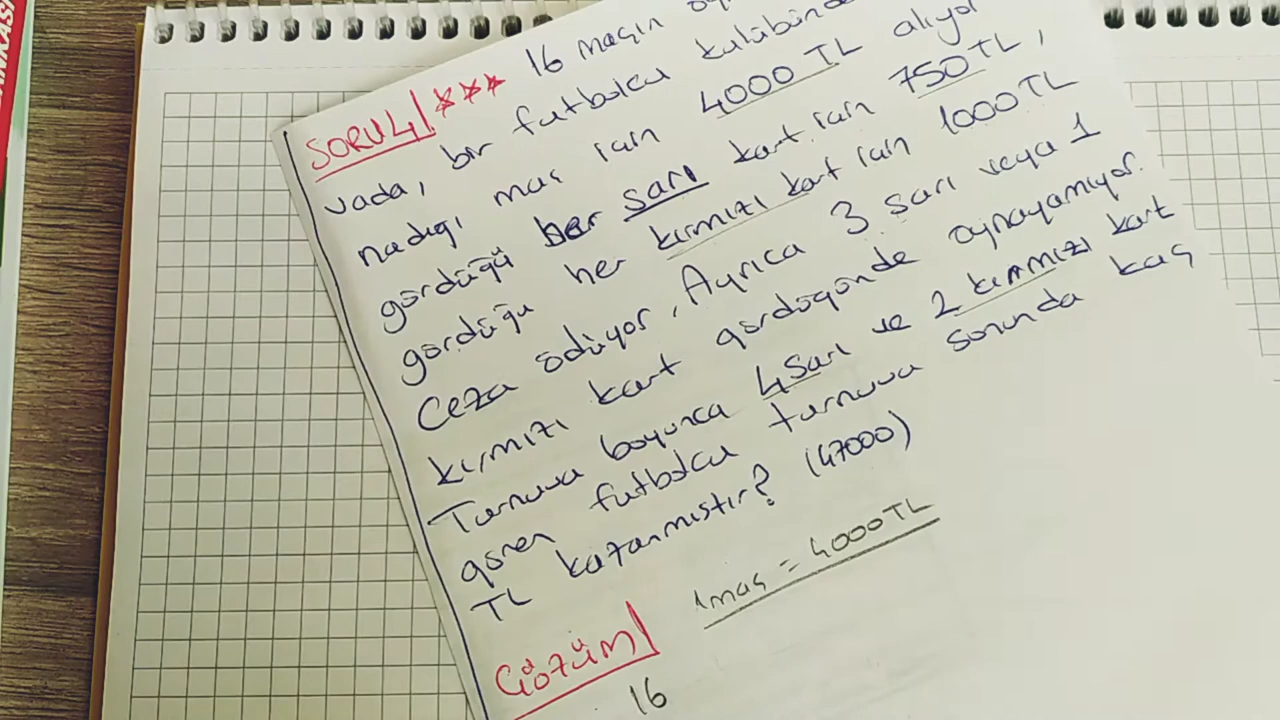 SORU 4 *** 16 maçın
vada, bir futbolcu kulübünde
nadığı maç için 4000 TL alıyor
gördüğü her sarı kart için 750 TL,
gördüğü her kırmızı kart için 1000 TL
Ceza ödüyor. Ayrıca 3 sarı veya 1
kırmızı kart gördüğünde oynayamıyor.
Turnuva boyunca 4 sarı ve 2 kırmızı kart
gören futbolcu turnuva sonunda kaç
TL kazanmıştır? (47000)
ÇÖZÜM 1 maç = 4000 TL
16